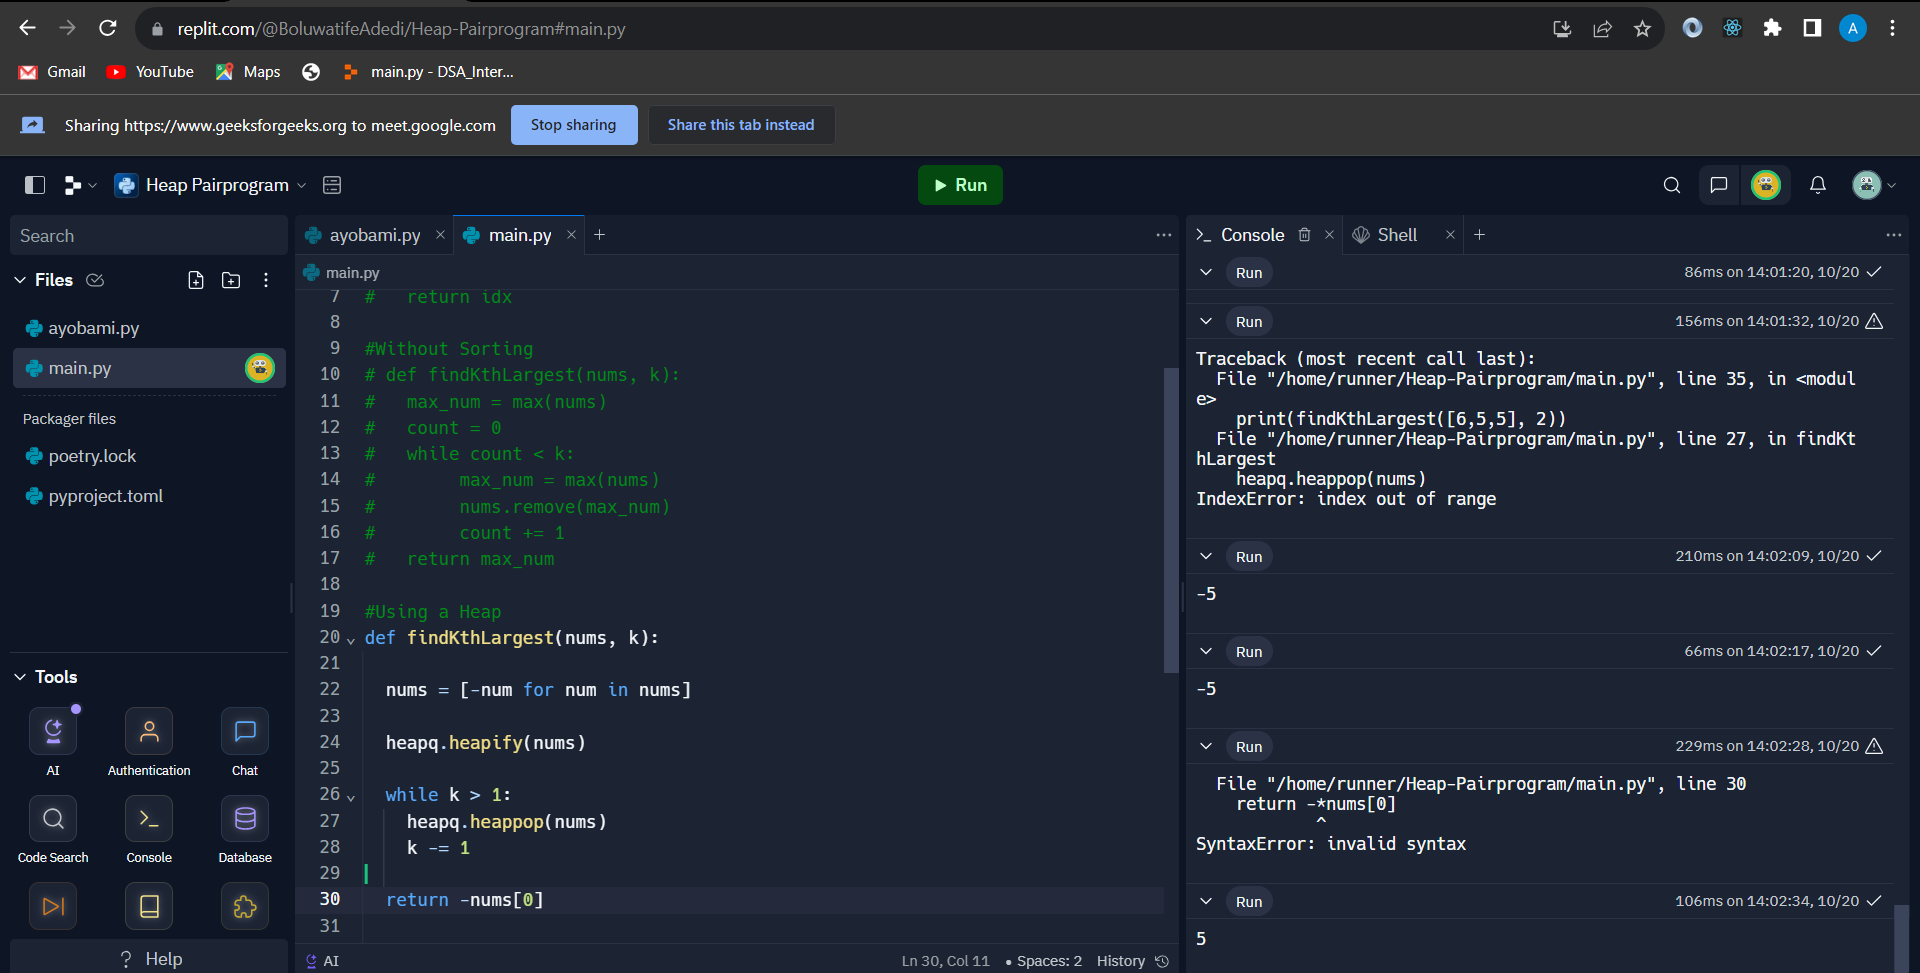 replit.com/@BoluwatifeAdedi/Heap-Pairprogram#main.py
A
Gmail
YouTube
Maps
main.py - DSA_Inter...
Sharing https://www.geeksforgeeks.org to meet.google.com
Stop sharing
Share this tab instead
Heap Pairprogram
Run
Search
Files
ayobami.py
main.py
Packager files
poetry.lock
pyproject.toml
Tools
AI
Authentication
Chat
Code Search
Console
Database
? Help
ayobami.py
main.py
main.py
7 #   return idx
8
9 #Without Sorting
10 # def findKthLargest(nums, k):
11 #   max_num = max(nums)
12 #   count = 0
13 #   while count < k:
14 #        max_num = max(nums)
15 #        nums.remove(max_num)
16 #        count += 1
17 #   return max_num
18
19 #Using a Heap
20 def findKthLargest(nums, k):
21
22   nums = [-num for num in nums]
23
24   heapq.heapify(nums)
25
26   while k > 1:
27     heapq.heappop(nums)
28     k -= 1
29
30   return -nums[0]
31
AI
Ln 30, Col 11 • Spaces: 2 History
Console
Shell
Run 86ms on 14:01:20, 10/20
Run 156ms on 14:01:32, 10/20
Traceback (most recent call last):
  File "/home/runner/Heap-Pairprogram/main.py", line 35, in <modul
e>
    print(findKthLargest([6,5,5], 2))
  File "/home/runner/Heap-Pairprogram/main.py", line 27, in findKt
hLargest
    heapq.heappop(nums)
IndexError: index out of range
Run 210ms on 14:02:09, 10/20
-5
Run 66ms on 14:02:17, 10/20
-5
Run 229ms on 14:02:28, 10/20
  File "/home/runner/Heap-Pairprogram/main.py", line 30
    return -*nums[0]
            ^
SyntaxError: invalid syntax
Run 106ms on 14:02:34, 10/20
5